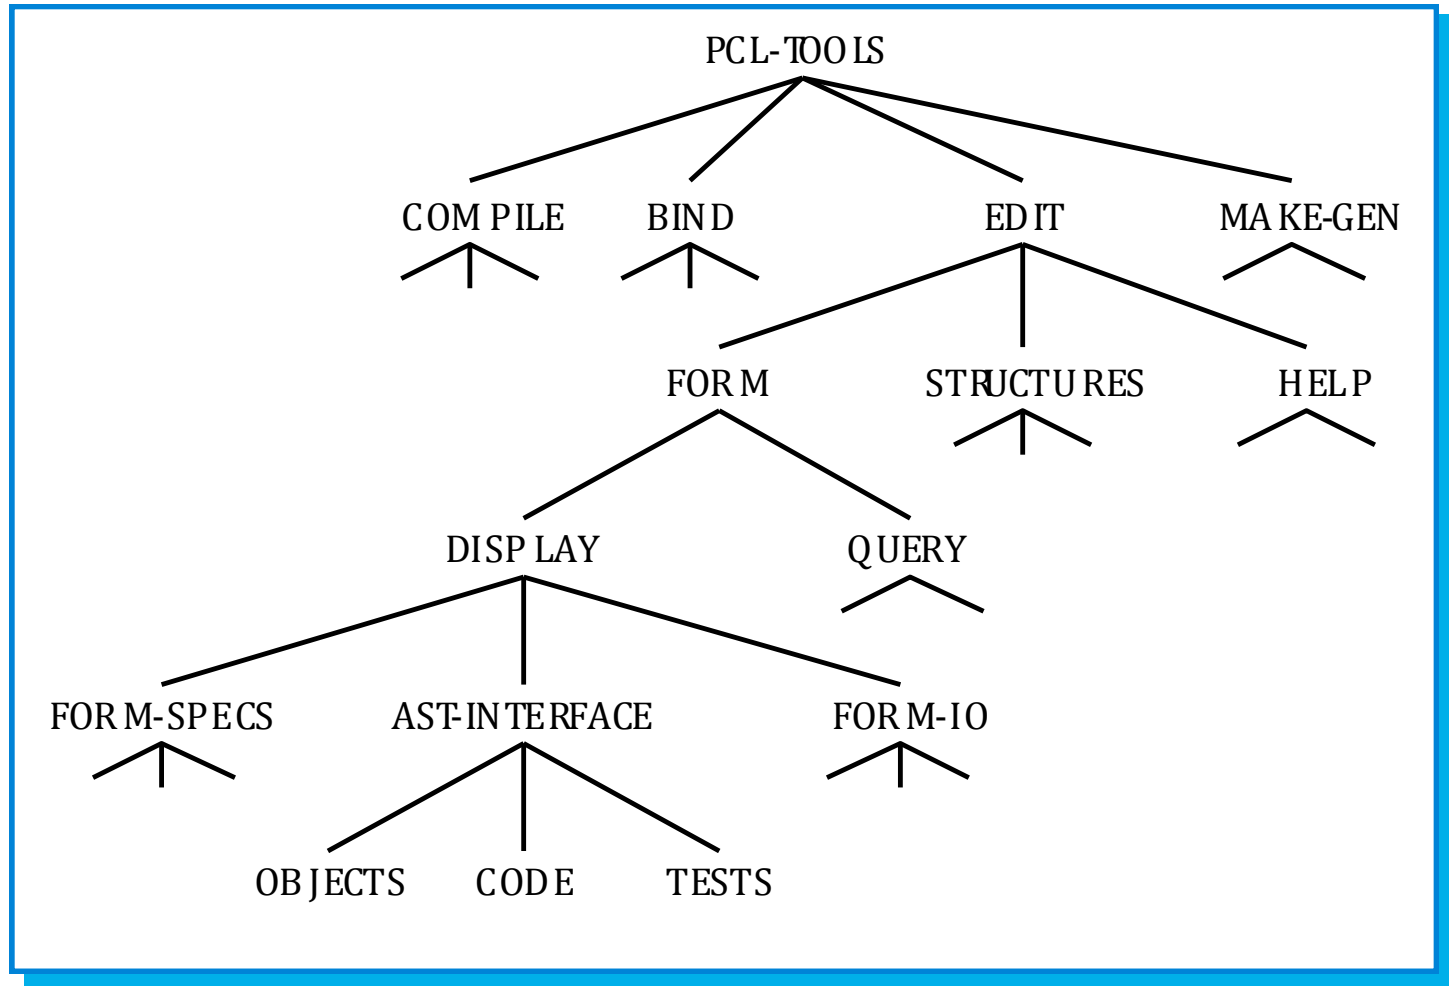 PCL-TOOLS
COMPILE BIND EDIT MAKE-GEN
FORM STRUCTURES HELP
DISPLAY QUERY
FORM-SPECS AST-INTERFACE FORM-IO
OBJECTS CODE TESTS